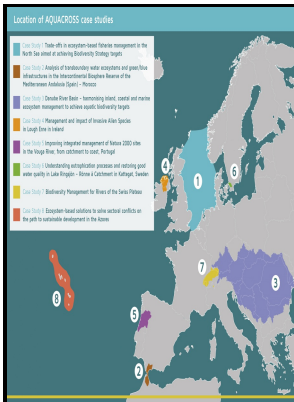 Location of AQUACROSS case studies
Case Study 1 Trade-offs in ecosystem-based fisheries management in the
North Sea aimed at achieving Biodiversity Strategy targets
Case Study 2 Analysis of transboundary water ecosystems and green/blue
infrastructures in the Intercontinental Biosphere Reserve of the
Mediterranean Andalusia (Spain) – Morocco
Case Study 3 Danube River Basin - harmonising inland, coastal and marine
ecosystem management to achieve aquatic biodiversity targets
Case Study 4 Management and Impact of Invasive Alien Species
in Lough Erne in Ireland
Case Study 5 Improving integrated management of Natura 2000 sites
in the Vouga River, from catchment to coast, Portugal
Case Study 6 Understanding eutrophication processes and restoring good
water quality in Lake Ringsjön - Rönne å Catchment in Kattegat, Sweden
Case Study 7 Biodiversity Management for Rivers of the Swiss Plateau
Case Study 8 Ecosystem-based solutions to solve sectoral conflicts on
the path to sustainable development in the Azores
4
6
1
7
3
8
5
2